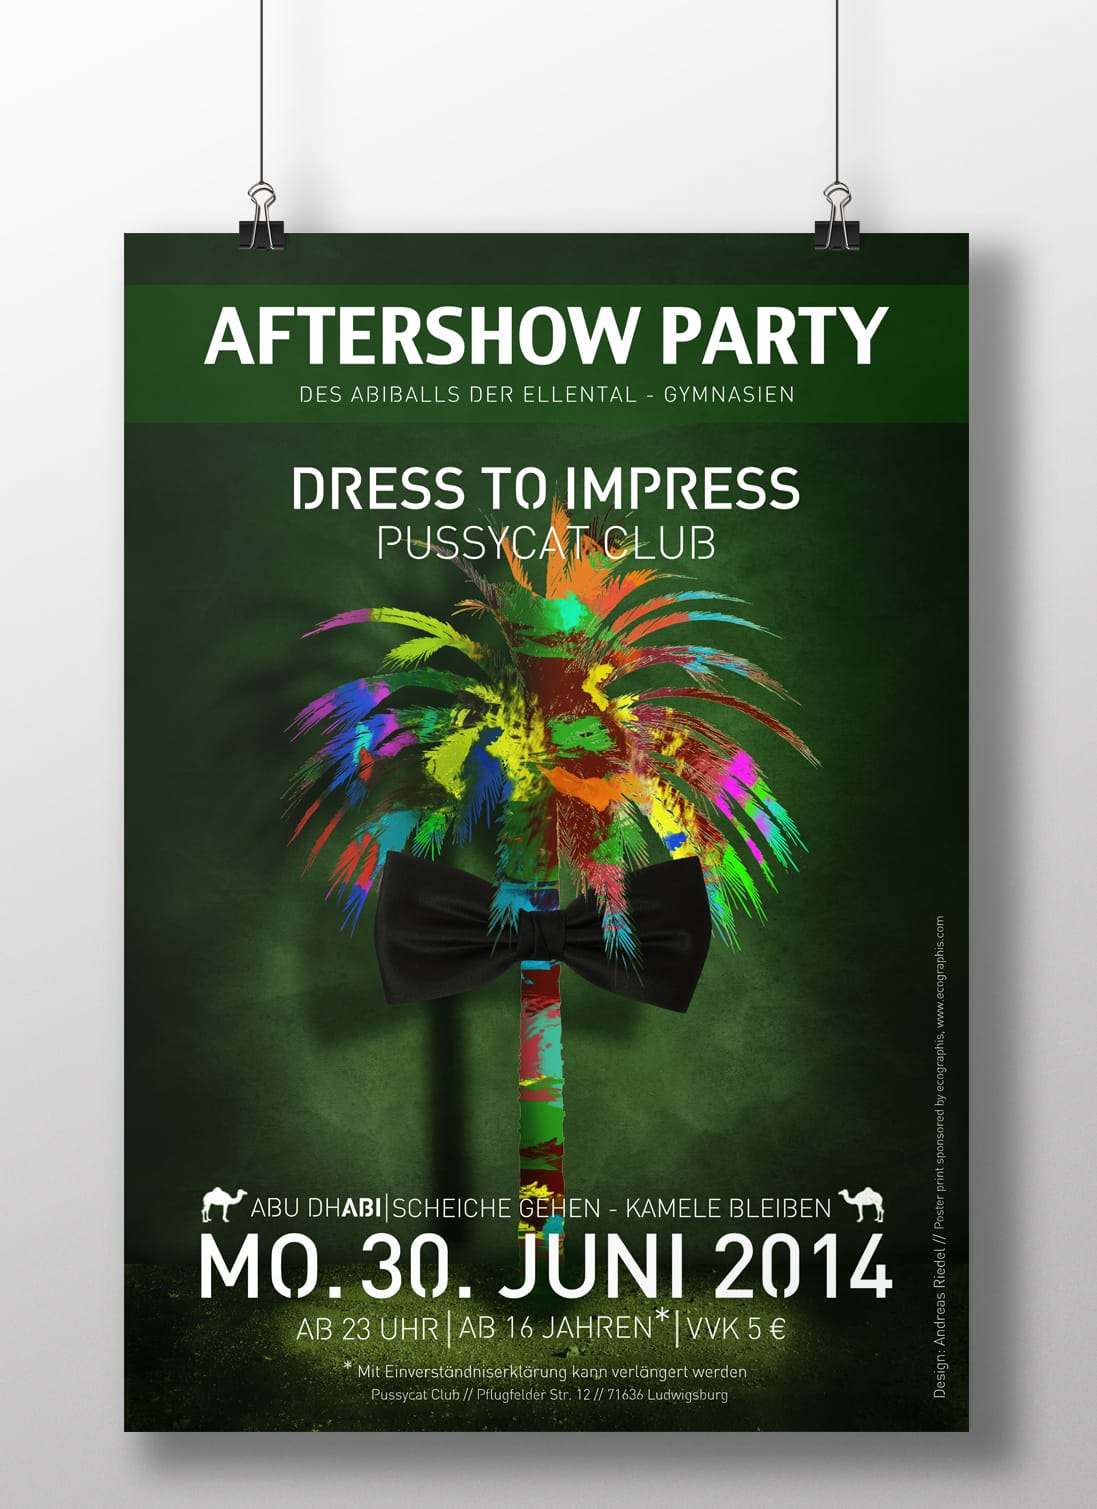 AFTERSHOW PARTY
DES ABIBALLS DER ELLENTAL - GYMNASIEN
DRESS TO IMPRESS
PUSSYCAT CLUB
ABU DHABI|SCHEICHE GEHEN - KAMELE BLEIBEN
MO. 30. JUNI 2014
AB 23 UHR|AB 16 JAHREN*|VVK 5 €
* Mit Einverständniserklärung kann verlängert werden
Pussycat Club // Pflugfelder Str. 12 // 71636 Ludwigsburg
Design: Andreas Riedel // Poster print sponsored by ecographis, www.ecographis.com